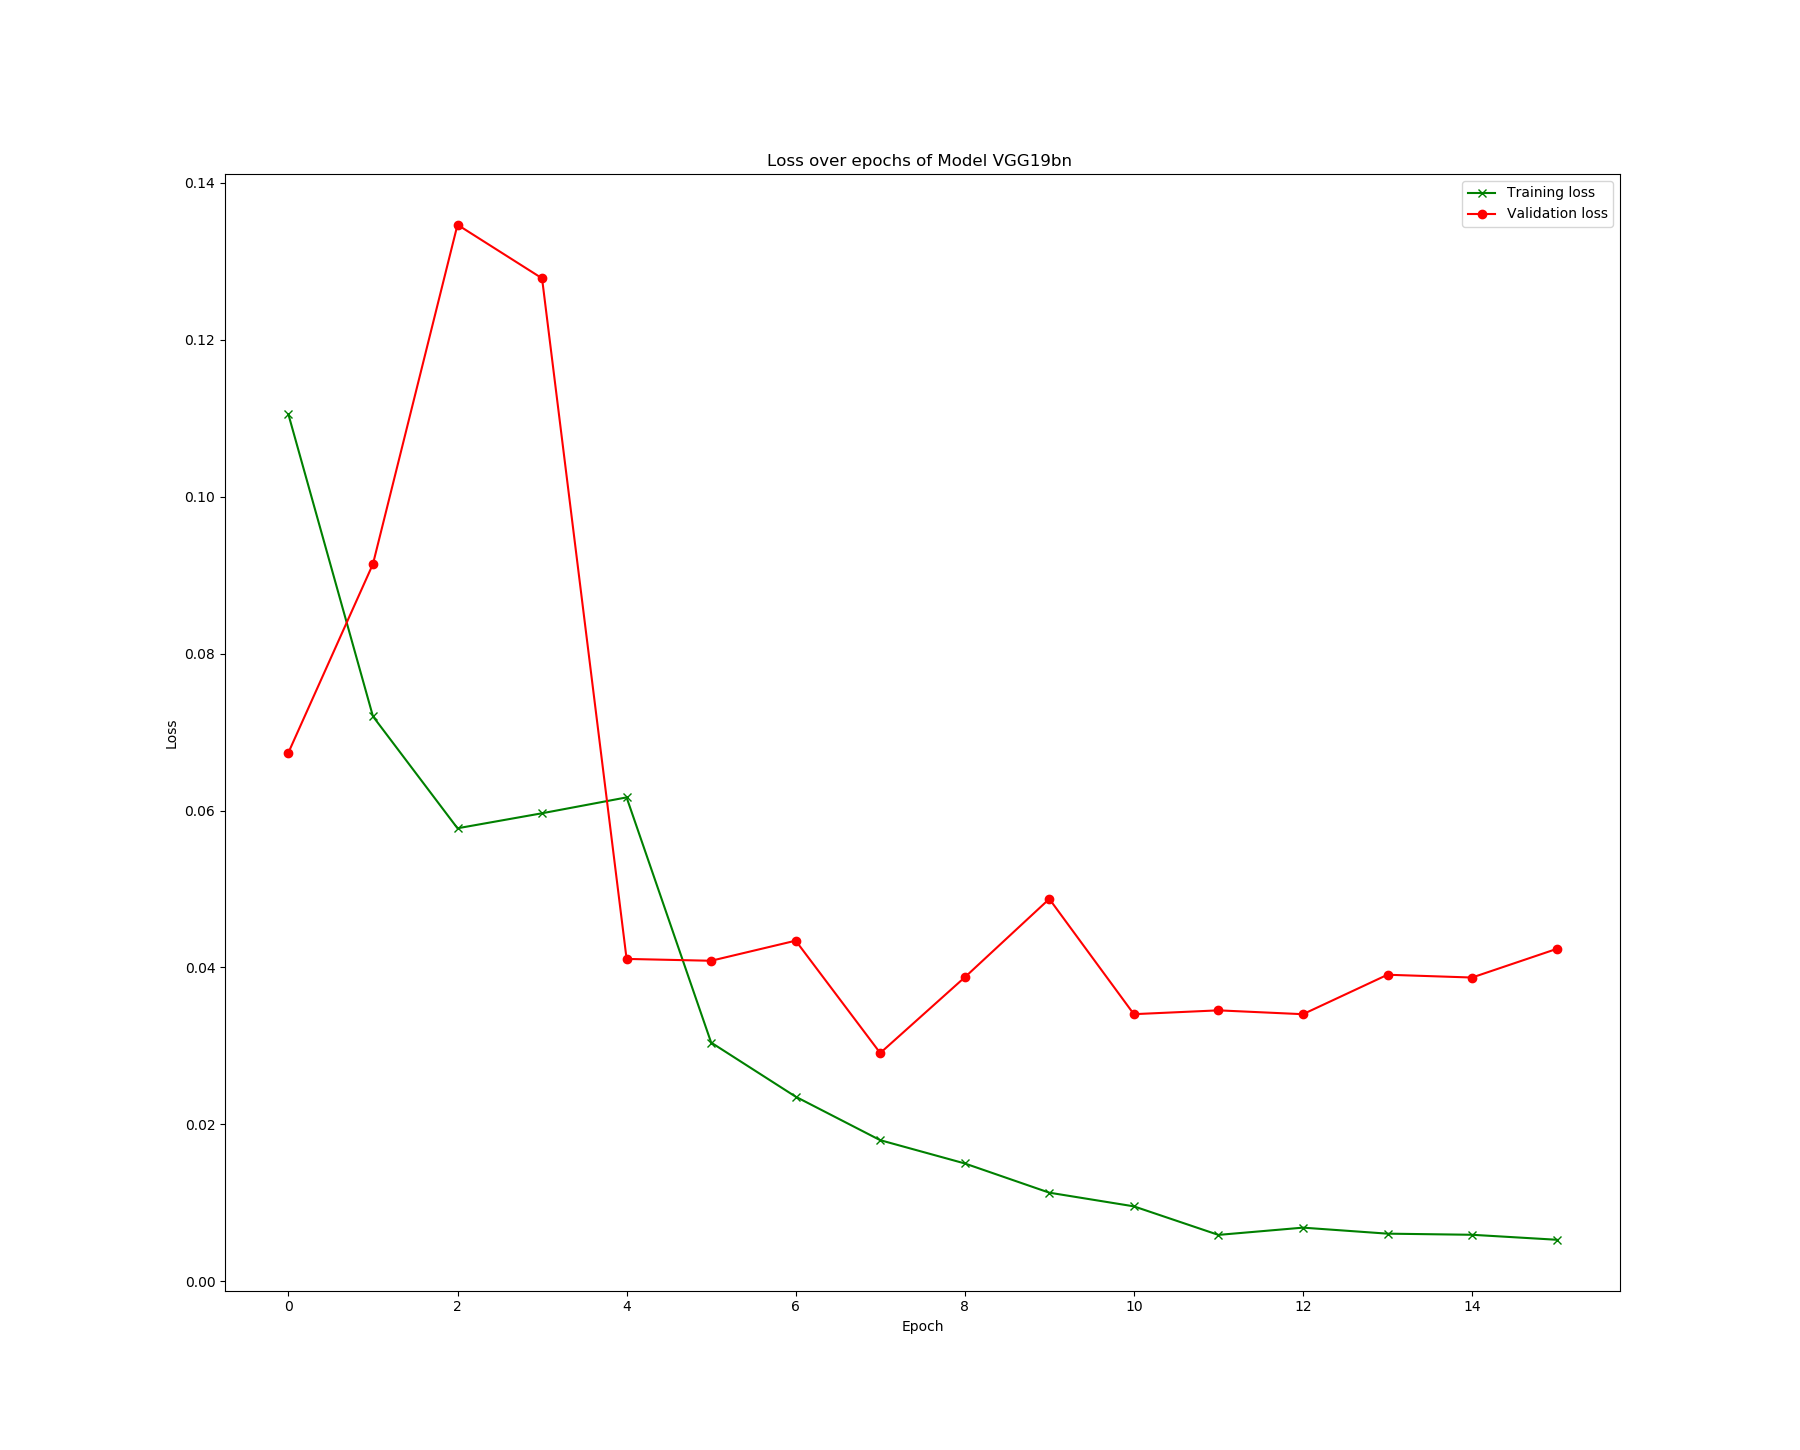 Loss over epochs of Model VGG19bn
Training loss
Validation loss
0.14
0.12
0.10
0.08
0.06
0.04
0.02
0.00
Loss
0 2 4 6 8 10 12 14
Epoch